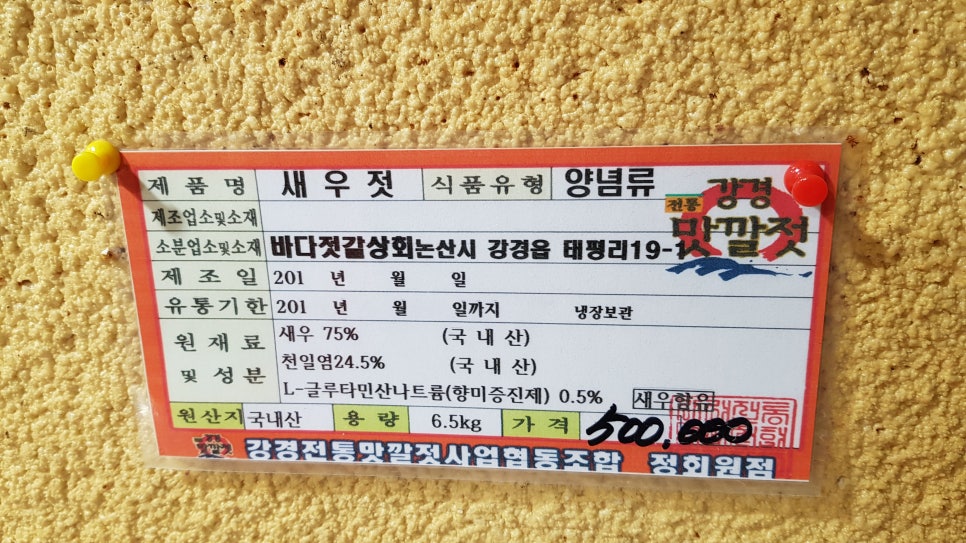 제품명 새우젓 식품유형 양념류
전통 강경
맛깔젓
제조업소및소재
소분업소및소재 바다젓갈상회 논산시 강경읍 태평리19-1
제조일 201 년 월 일
유통기한 201 년 월 일까지 냉장보관
원재료 및 성분
새우 75% (국내산)
천일염24.5% (국내산)
L-글루타민산나트륨(향미증진제) 0.5% 새우함유
원산지 국내산 용량 6.5kg 가격 500,000
강경 맛깔젓 강경전통맛깔젓사업협동조합 정회원점